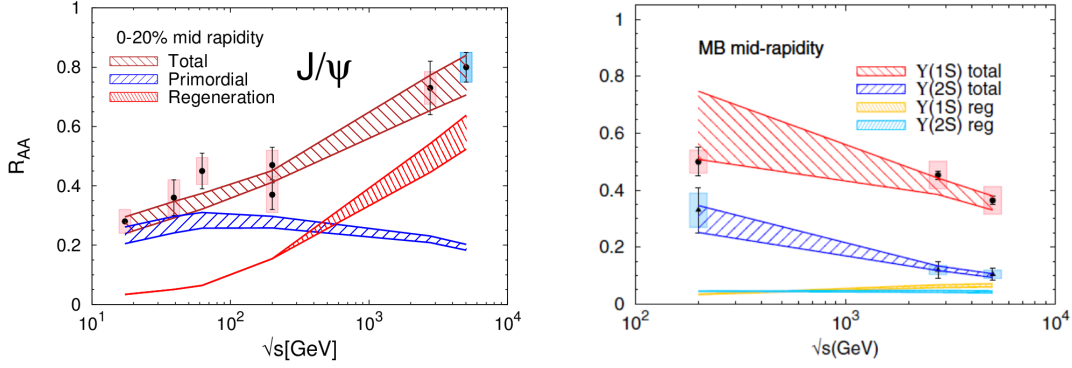 1
0.8
0.6
0.4
0.2
0
R_AA
0-20% mid rapidity
Total
Primordial
Regeneration
J/ψ
10^1 10^2 10^3 10^4
√s[GeV]
1
0.8
0.6
0.4
0.2
0
MB mid-rapidity
Υ(1S) total
Υ(2S) total
Υ(1S) reg
Υ(2S) reg
10^2 10^3 10^4
√s(GeV)